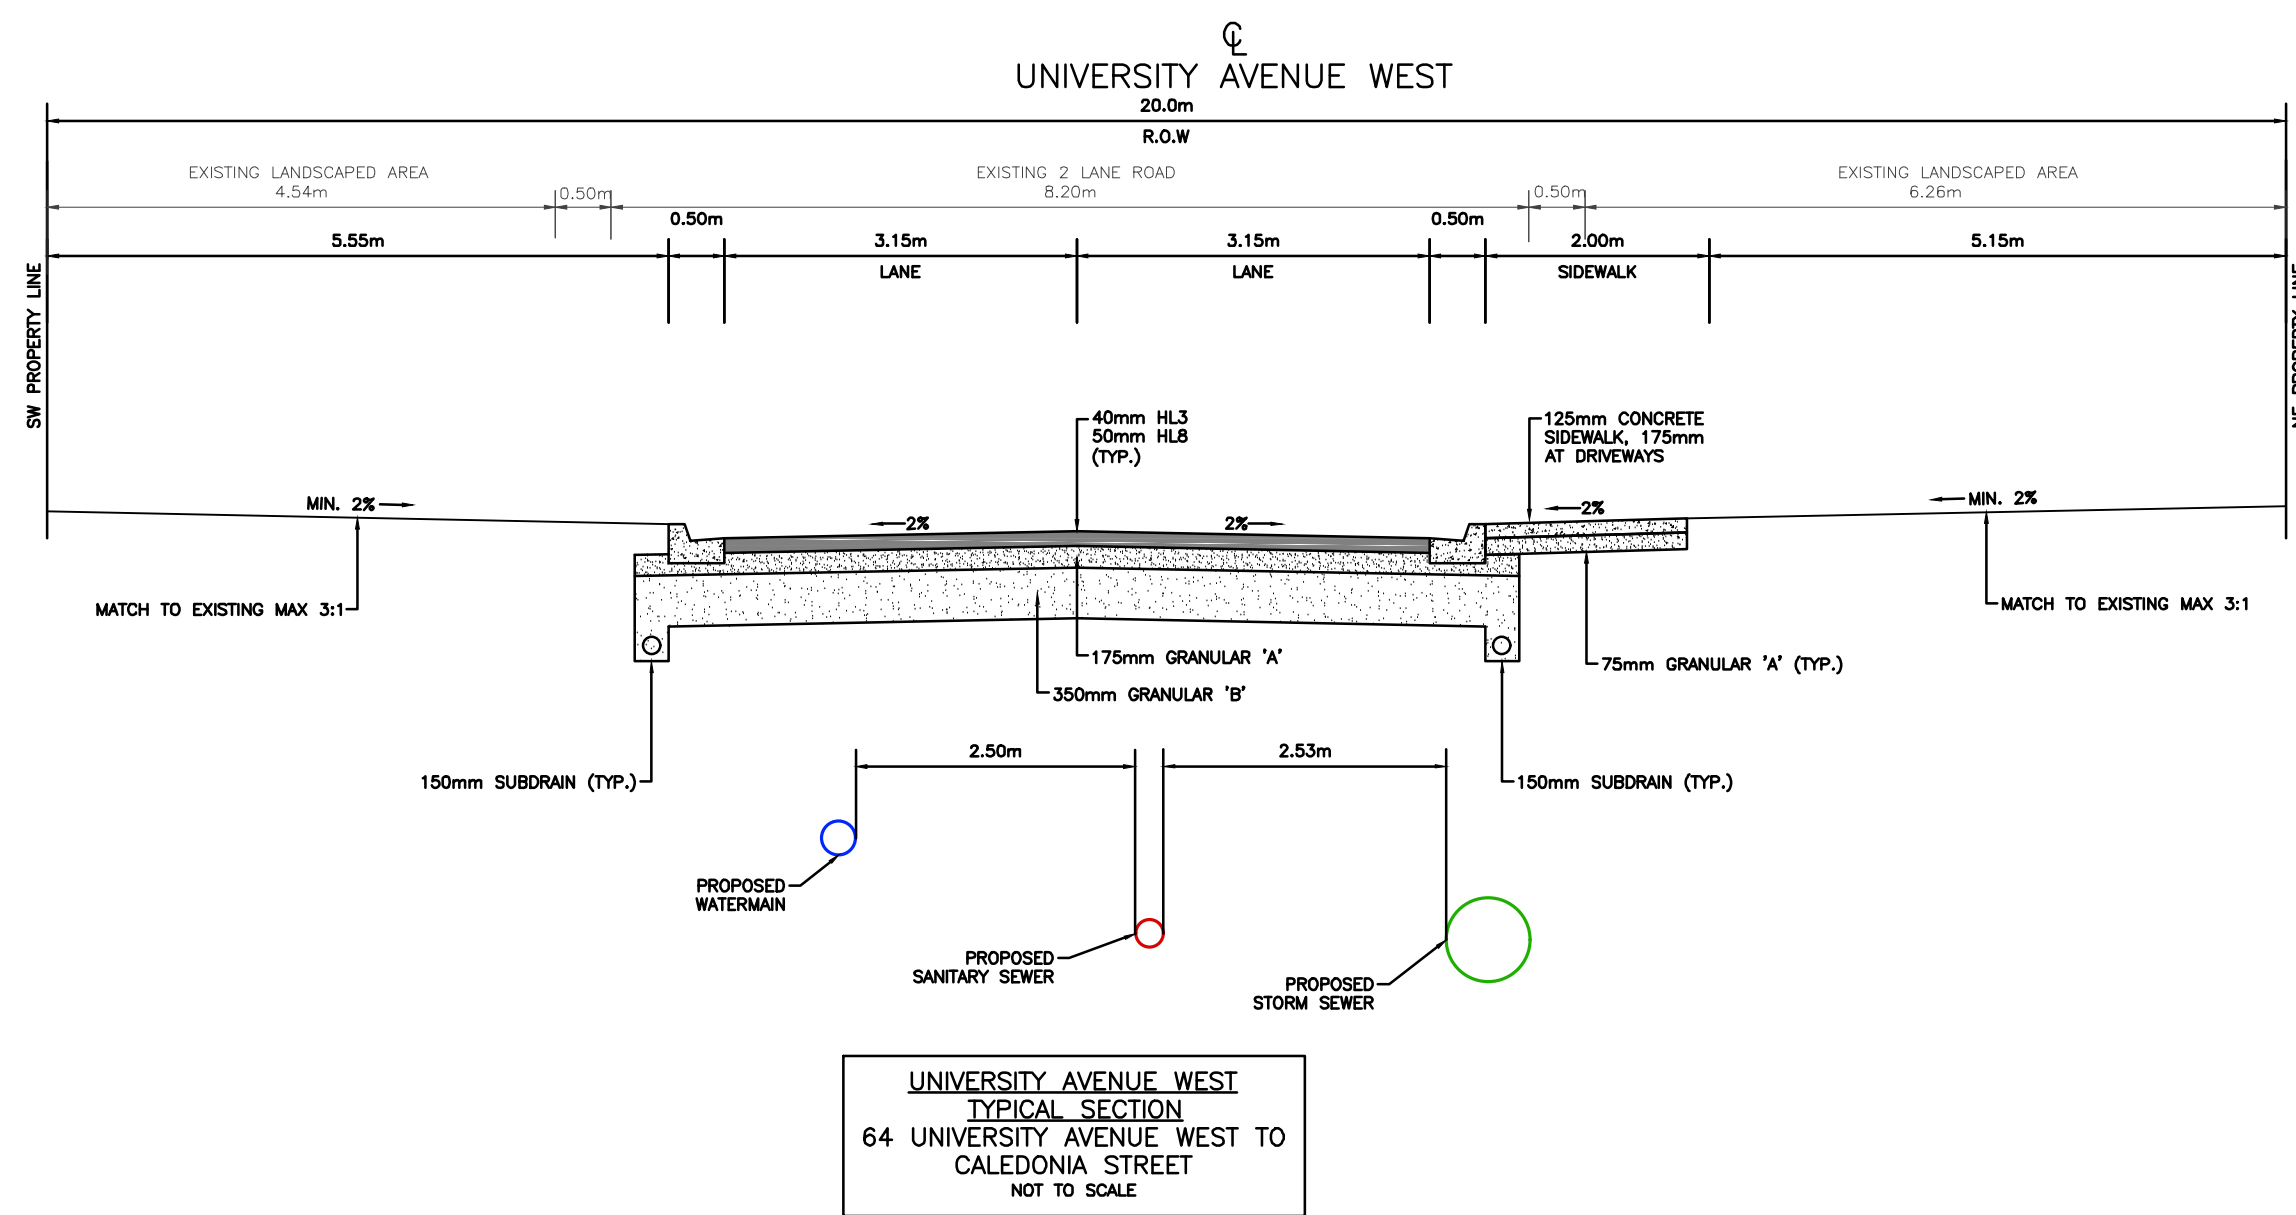 ℄
UNIVERSITY AVENUE WEST
20.0m
R.O.W
EXISTING LANDSCAPED AREA
4.54m
0.50m
EXISTING 2 LANE ROAD
8.20m
0.50m
EXISTING LANDSCAPED AREA
6.26m
5.55m
0.50m
3.15m
LANE
3.15m
LANE
0.50m
2.00m
SIDEWALK
5.15m
SW PROPERTY LINE
NE PROPERTY LINE
40mm HL3
50mm HL8
(TYP.)
125mm CONCRETE
SIDEWALK, 175mm
AT DRIVEWAYS
MIN. 2%
2%
2%
2%
MIN. 2%
MATCH TO EXISTING MAX 3:1
MATCH TO EXISTING MAX 3:1
175mm GRANULAR 'A'
75mm GRANULAR 'A' (TYP.)
350mm GRANULAR 'B'
2.50m
2.53m
150mm SUBDRAIN (TYP.)
150mm SUBDRAIN (TYP.)
PROPOSED
WATERMAIN
PROPOSED
SANITARY SEWER
PROPOSED
STORM SEWER
UNIVERSITY AVENUE WEST
TYPICAL SECTION
64 UNIVERSITY AVENUE WEST TO
CALEDONIA STREET
NOT TO SCALE